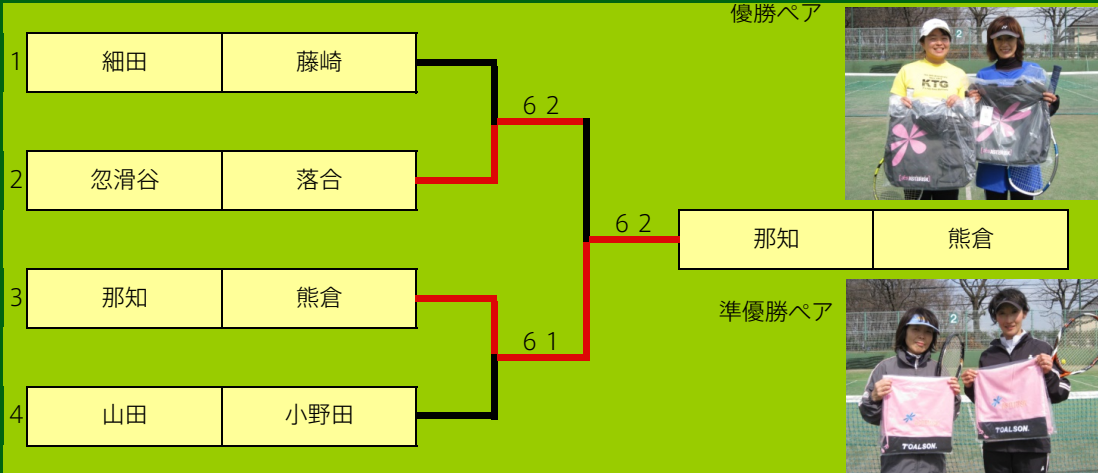 優勝ペア
1 細田 藤崎
6 2
2 忽滑谷 落合
6 2
那知 熊倉
3 那知 熊倉
準優勝ペア
6 1
4 山田 小野田
2
KTG
2
TOALSON.
TOALSON.